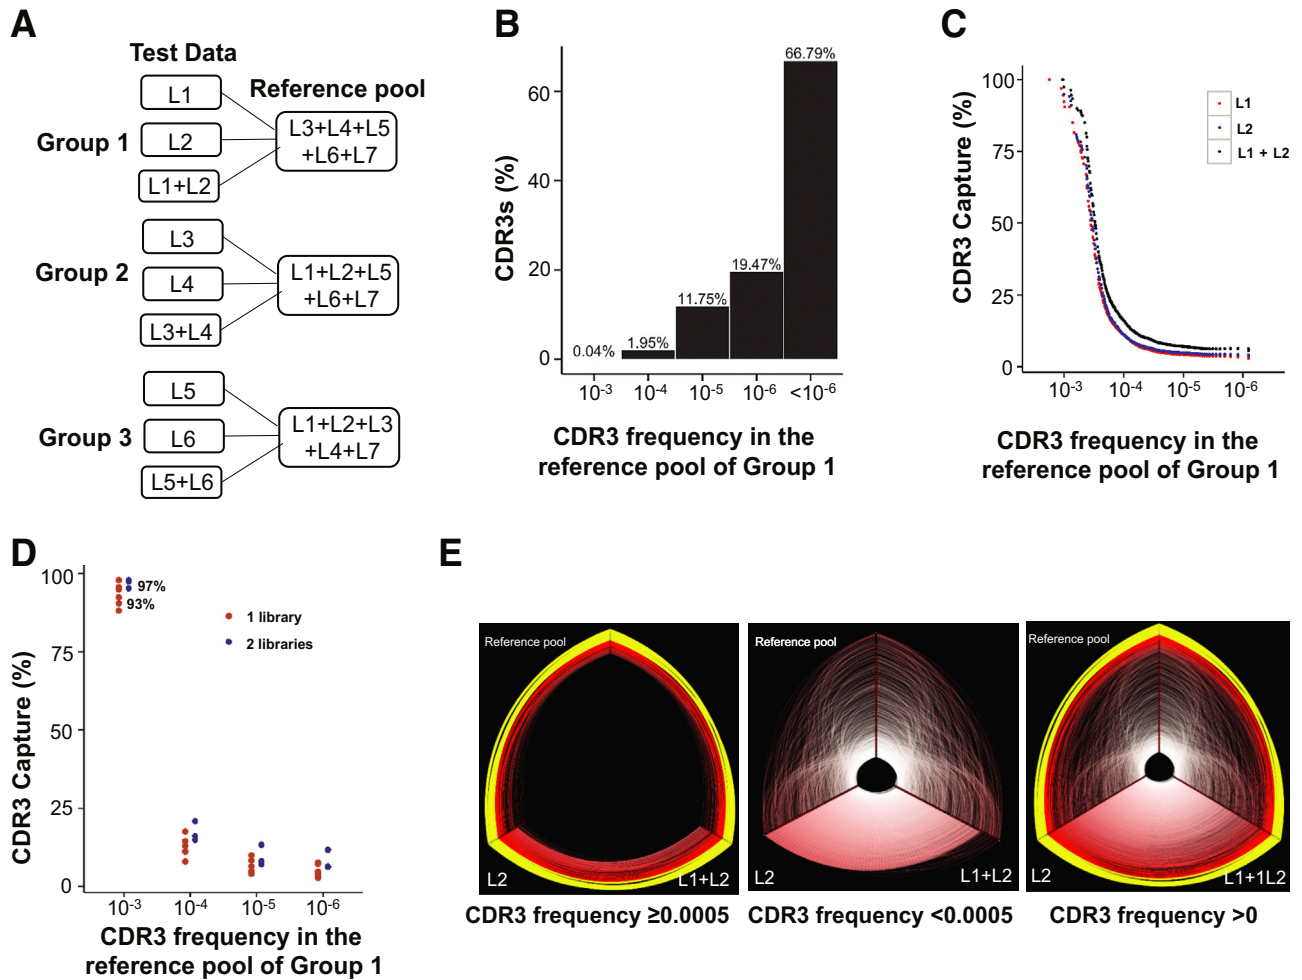 A
Test Data
Reference pool
Group 1
L1
L2
L1+L2
L3+L4+L5
+L6+L7
Group 2
L3
L4
L3+L4
L1+L2+L5
+L6+L7
Group 3
L5
L6
L5+L6
L1+L2+L3
+L4+L7
B
CDR3s (%)
60
40
20
0
0.04%
1.95%
11.75%
19.47%
66.79%
10-3
10-4
10-5
10-6
<10-6
CDR3 frequency in the
reference pool of Group 1
C
CDR3 Capture (%)
100
75
50
25
0
L1
L2
L1 + L2
10-3
10-4
10-5
10-6
CDR3 frequency in the
reference pool of Group 1
D
CDR3 Capture (%)
100
75
50
25
0
97%
93%
1 library
2 libraries
10-3
10-4
10-5
10-6
CDR3 frequency in the
reference pool of Group 1
E
Reference pool
L2
L1+L2
CDR3 frequency ≥0.0005
Reference pool
L2
L1+L2
CDR3 frequency <0.0005
Reference pool
L2
L1+1L2
CDR3 frequency >0